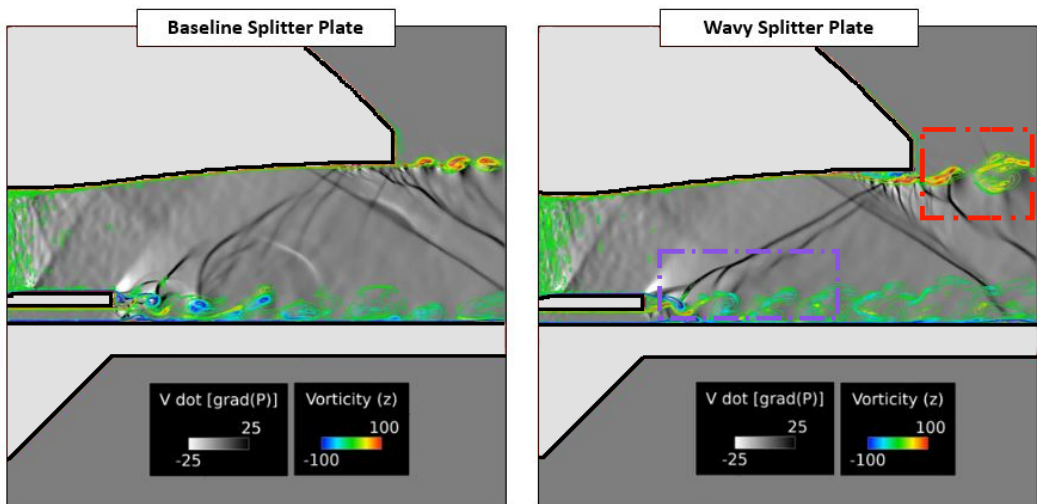 Baseline Splitter Plate
Wavy Splitter Plate
V dot [grad(P)]
25
-25
Vorticity (z)
100
-100
V dot [grad(P)]
25
-25
Vorticity (z)
100
-100